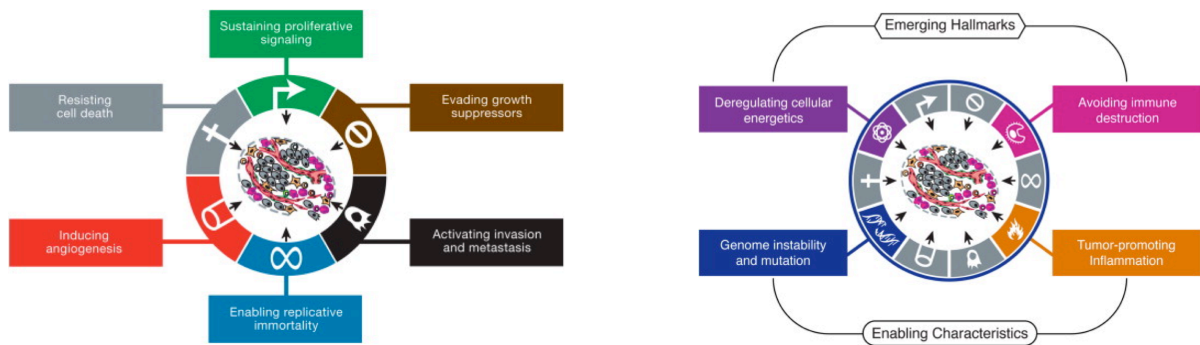 Sustaining proliferative
signaling
Resisting
cell death
Evading growth
suppressors
Inducing
angiogenesis
Activating invasion
and metastasis
Enabling replicative
immortality
Emerging Hallmarks
Deregulating cellular
energetics
Avoiding immune
destruction
Genome instability
and mutation
Tumor-promoting
Inflammation
Enabling Characteristics